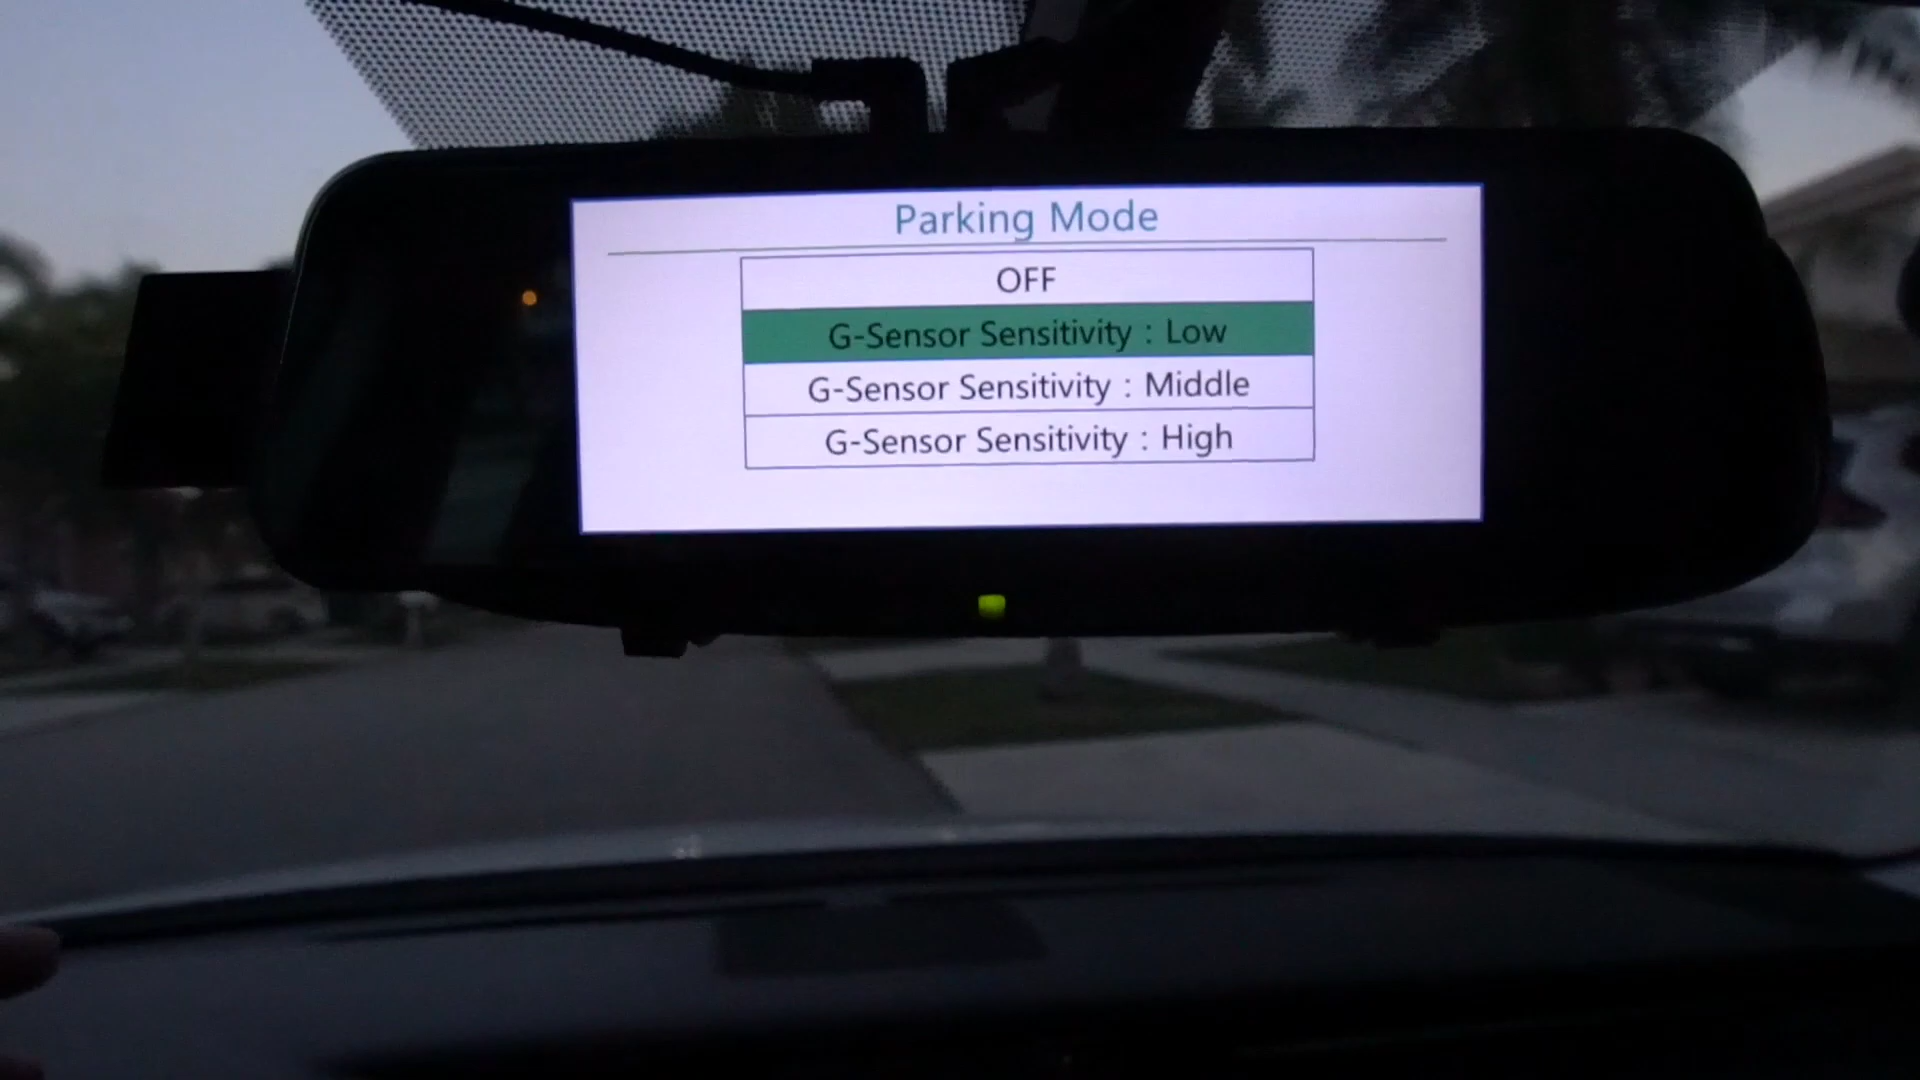 Parking Mode
OFF
G-Sensor Sensitivity : Low
G-Sensor Sensitivity : Middle
G-Sensor Sensitivity : High